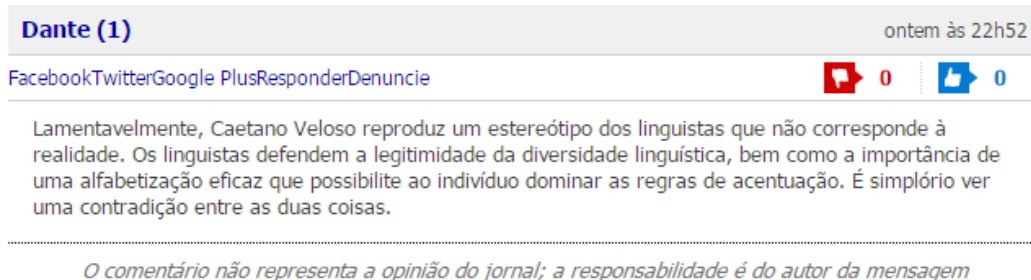 Dante (1) ontem às 22h52
FacebookTwitterGoogle PlusResponderDenuncie 0 0
Lamentavelmente, Caetano Veloso reproduz um estereótipo dos linguistas que não corresponde à
realidade. Os linguistas defendem a legitimidade da diversidade linguística, bem como a importância de
uma alfabetização eficaz que possibilite ao indivíduo dominar as regras de acentuação. É simplório ver
uma contradição entre as duas coisas.
O comentário não representa a opinião do jornal; a responsabilidade é do autor da mensagem